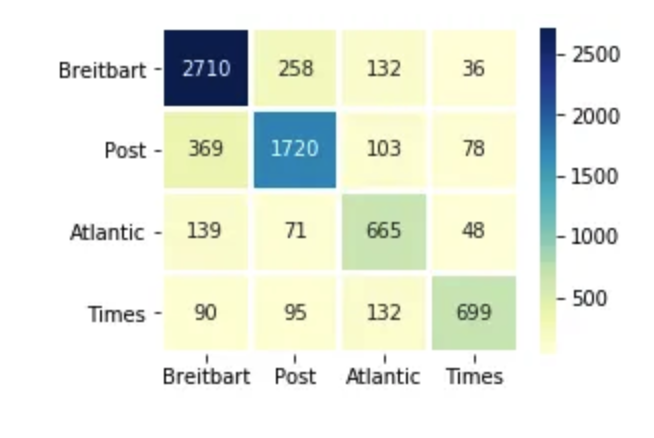 Breitbart 2710 258 132 36
Post 369 1720 103 78
Atlantic 139 71 665 48
Times 90 95 132 699
Breitbart Post Atlantic Times
2500
2000
1500
1000
500